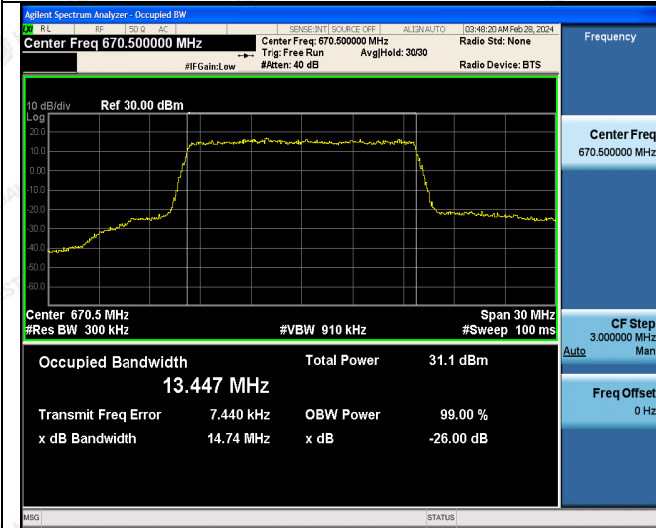 Agilent Spectrum Analyzer - Occupied BW
RL RF 50 Ω AC SENSE:INT SOURCE OFF ALIGN AUTO 03:48:20 AM Feb 28, 2024
Center Freq 670.500000 MHz
Center Freq: 670.500000 MHz
Radio Std: None
Trig: Free Run Avg|Hold: 30/30
#IFGain:Low
#Atten: 40 dB
Radio Device: BTS
10 dB/div Ref 30.00 dBm
Log
20.0
10.0
0.00
-10.0
-20.0
-30.0
-40.0
-50.0
-60.0
Center 670.5 MHz Span 30 MHz
#Res BW 300 kHz #VBW 910 kHz #Sweep 100 ms
Occupied Bandwidth Total Power 31.1 dBm
13.447 MHz
Transmit Freq Error 7.440 kHz OBW Power 99.00 %
x dB Bandwidth 14.74 MHz x dB -26.00 dB
MSG STATUS
Frequency
Center Freq
670.500000 MHz
CF Step
3.000000 MHz
Auto Man
Freq Offset
0 Hz